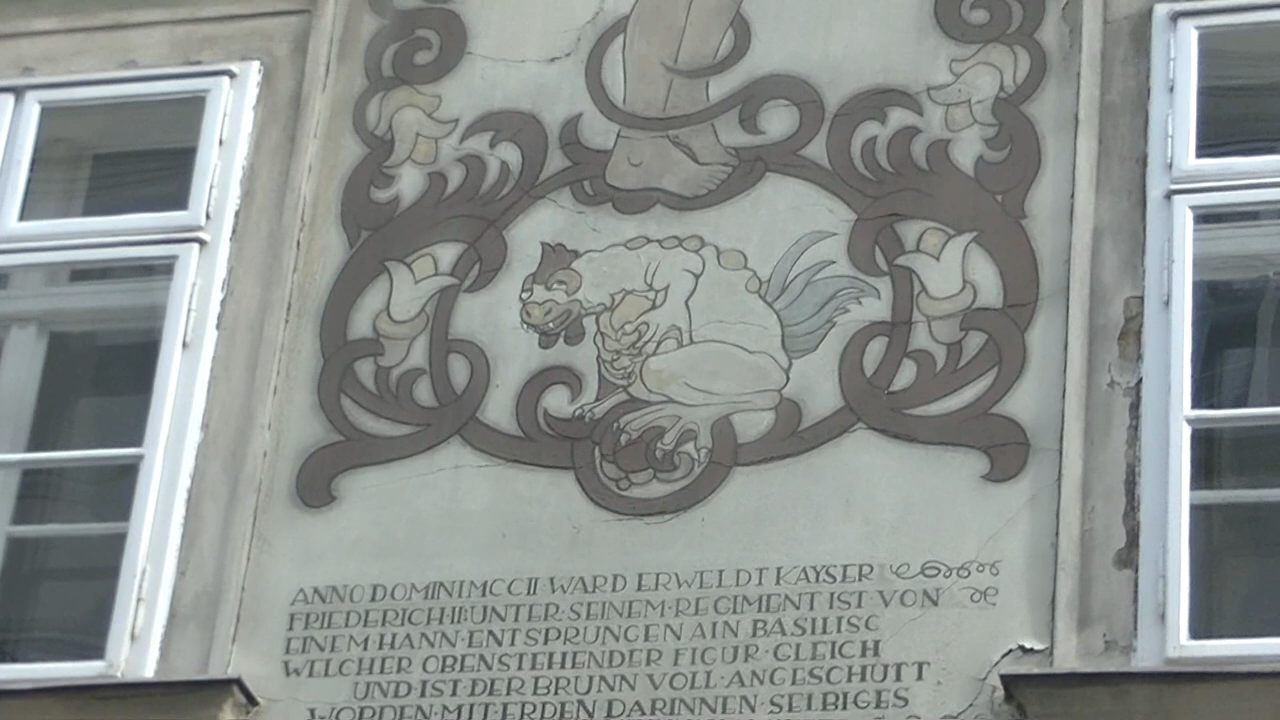 ANNO DOMINI MCCII · WARD ERWELDT KAYSER
FRIEDERICH·II:UNTER·SEINEM·REGIMENT IST VON
EINEM·HANN·ENTSPRUNGEN AIN BASILISC
WELCHER OBENSTEHENDER FIGUR·GLEICH
UND·IST·DER BRUNN VOLL·ANGESCHÜTT·
WORDEN·MIT·ERDEN DARINNEN SELBIGES